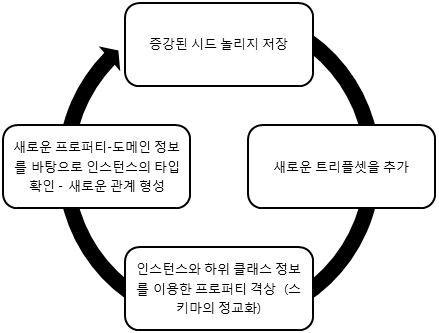 증강된 시드 놀리지 저장
새로운 트리플셋을 추가
인스턴스와 하위 클래스 정보
를 이용한 프로퍼티 격상 (스
키마의 정교화)
새로운 프로퍼티-도메인 정보
를 바탕으로 인스턴스의 타입
확인 - 새로운 관계 형성